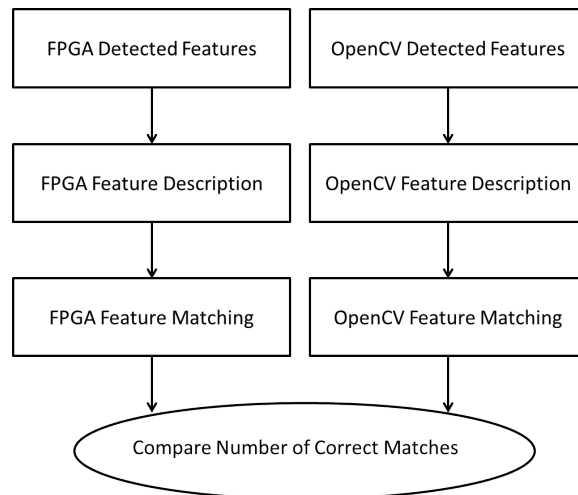 FPGA Detected Features
OpenCV Detected Features
FPGA Feature Description
OpenCV Feature Description
FPGA Feature Matching
OpenCV Feature Matching
Compare Number of Correct Matches